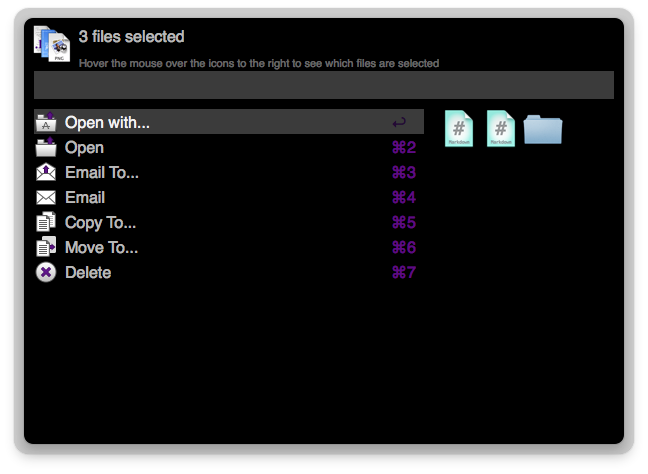 3 files selected
Hover the mouse over the icons to the right to see which files are selected
Open with... ↩
Open ⌘2
Email To... ⌘3
Email ⌘4
Copy To... ⌘5
Move To... ⌘6
Delete ⌘7
PNG
#
#